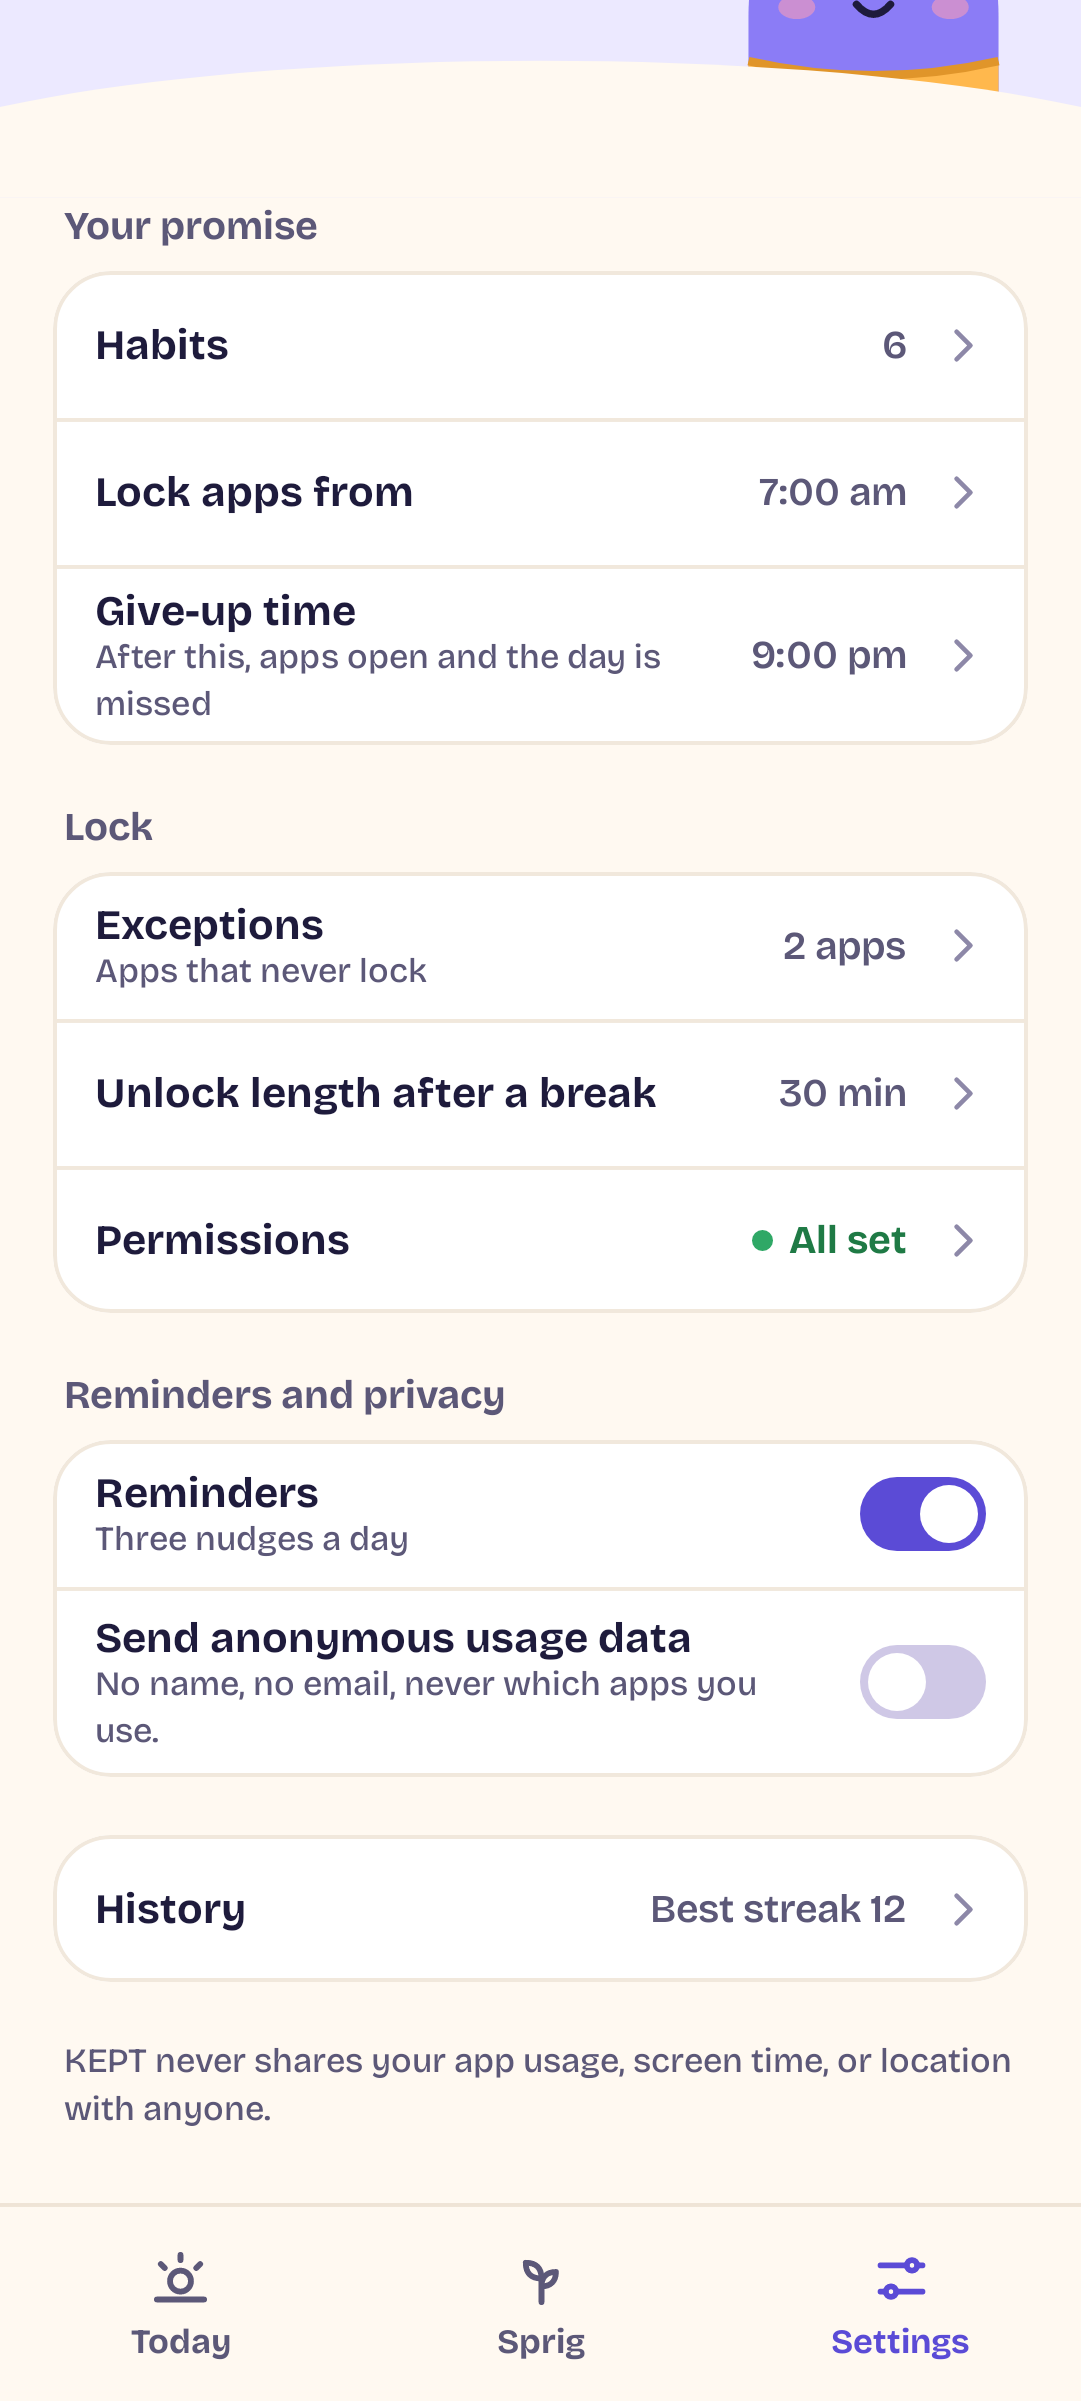 Your promise
Habits 6
Lock apps from 7:00 am
Give-up time
After this, apps open and the day is
missed
9:00 pm
Lock
Exceptions
Apps that never lock
2 apps
Unlock length after a break 30 min
Permissions All set
Reminders and privacy
Reminders
Three nudges a day
Send anonymous usage data
No name, no email, never which apps you
use.
History Best streak 12
KEPT never shares your app usage, screen time, or location
with anyone.
Today Sprig Settings